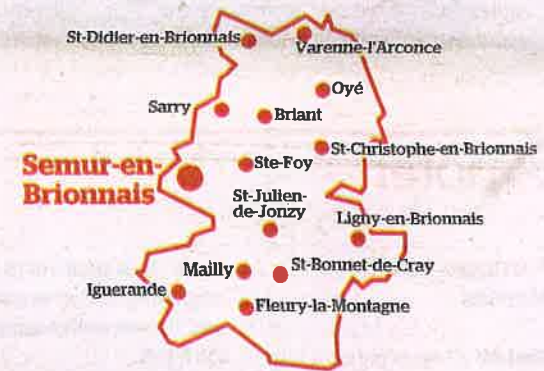 St-Didier-en-Brionnais
Varenne-l'Arconce
Oyé
Sarry
Briant
St-Christophe-en-Brionnais
Semur-en-
Brionnais
Ste-Foy
St-Julien-
de-Jonzy
Ligny-en-Brionnais
Mailly
St-Bonnet-de-Cray
Iguerande
Fleury-la-Montagne